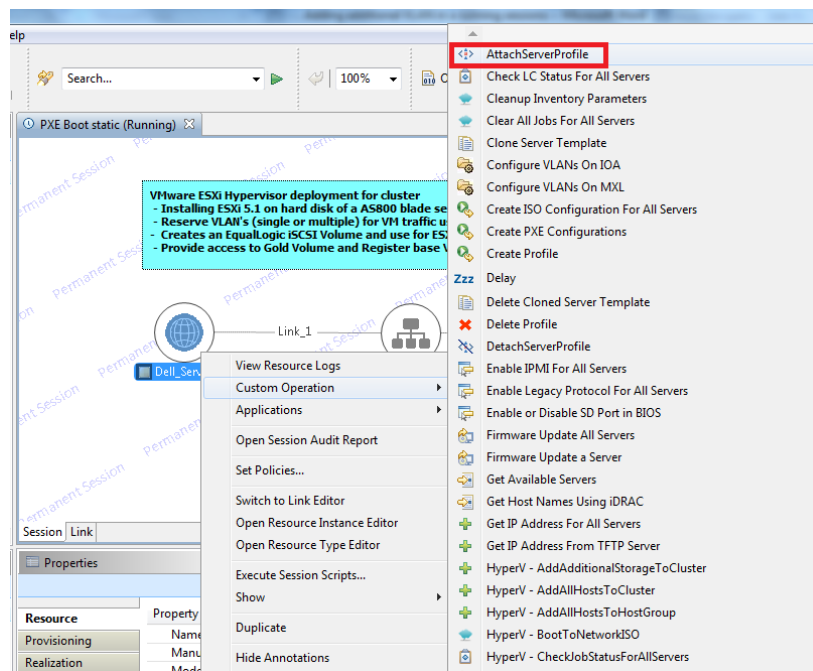 elp
Search...
100%
PXE Boot static (Running)
VMware ESXi Hypervisor deployment for cluster
- Installing ESXi 5.1 on hard disk of a AS800 blade se
- Reserve VLAN's (single or multiple) for VM traffic u
- Creates an EqualLogic iSCSI Volume and use for ES
- Provide access to Gold Volume and Register base V
Permanent Session
Link_1
Dell_Serv
View Resource Logs
Custom Operation
Applications
Open Session Audit Report
Set Policies...
Switch to Link Editor
Open Resource Instance Editor
Open Resource Type Editor
Execute Session Scripts...
Show
Duplicate
Hide Annotations
Session Link
Properties
Resource
Provisioning
Realization
Property
Name
Manu
AttachServerProfile
Check LC Status For All Servers
Cleanup Inventory Parameters
Clear All Jobs For All Servers
Clone Server Template
Configure VLANs On IOA
Configure VLANs On MXL
Create ISO Configuration For All Servers
Create PXE Configurations
Create Profile
Zzz Delay
Delete Cloned Server Template
Delete Profile
DetachServerProfile
Enable IPMI For All Servers
Enable Legacy Protocol For All Servers
Enable or Disable SD Port in BIOS
Firmware Update All Servers
Firmware Update a Server
Get Available Servers
Get Host Names Using iDRAC
Get IP Address For All Servers
Get IP Address From TFTP Server
HyperV - AddAdditionalStorageToCluster
HyperV - AddAllHostsToCluster
HyperV - AddAllHostsToHostGroup
HyperV - BootToNetworkISO
HyperV - CheckJobStatusForAllServers